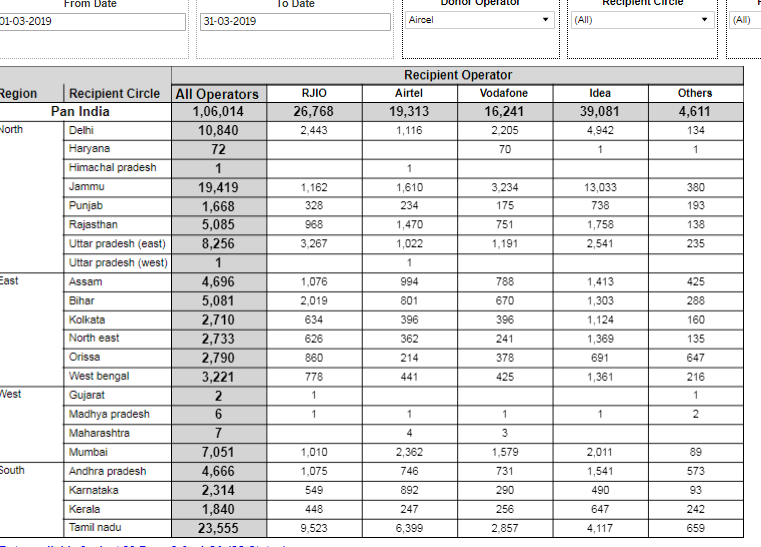 From Date To Date Donor Operator Recipient Circle
01-03-2019 31-03-2019 Aircel (All) (All)
Recipient Operator
Region Recipient Circle All Operators RJIO Airtel Vodafone Idea Others
Pan India 1,06,014 26,768 19,313 16,241 39,081 4,611
North Delhi 10,840 2,443 1,116 2,205 4,942 134
Haryana 72 70 1 1
Himachal pradesh 1 1
Jammu 19,419 1,162 1,610 3,234 13,033 380
Punjab 1,668 328 234 175 738 193
Rajasthan 5,085 968 1,470 751 1,758 138
Uttar pradesh (east) 8,256 3,267 1,022 1,191 2,541 235
Uttar pradesh (west) 1 1
East Assam 4,696 1,076 994 788 1,413 425
Bihar 5,081 2,019 801 670 1,303 288
Kolkata 2,710 634 396 396 1,124 160
North east 2,733 626 362 241 1,369 135
Orissa 2,790 860 214 378 691 647
West bengal 3,221 778 441 425 1,361 216
West Gujarat 2 1 1
Madhya pradesh 6 1 1 1 1 2
Maharashtra 7 4 3
Mumbai 7,051 1,010 2,362 1,579 2,011 89
South Andhra pradesh 4,666 1,075 746 731 1,541 573
Karnataka 2,314 549 892 290 490 93
Kerala 1,840 448 247 256 647 242
Tamil nadu 23,555 9,523 6,399 2,857 4,117 659